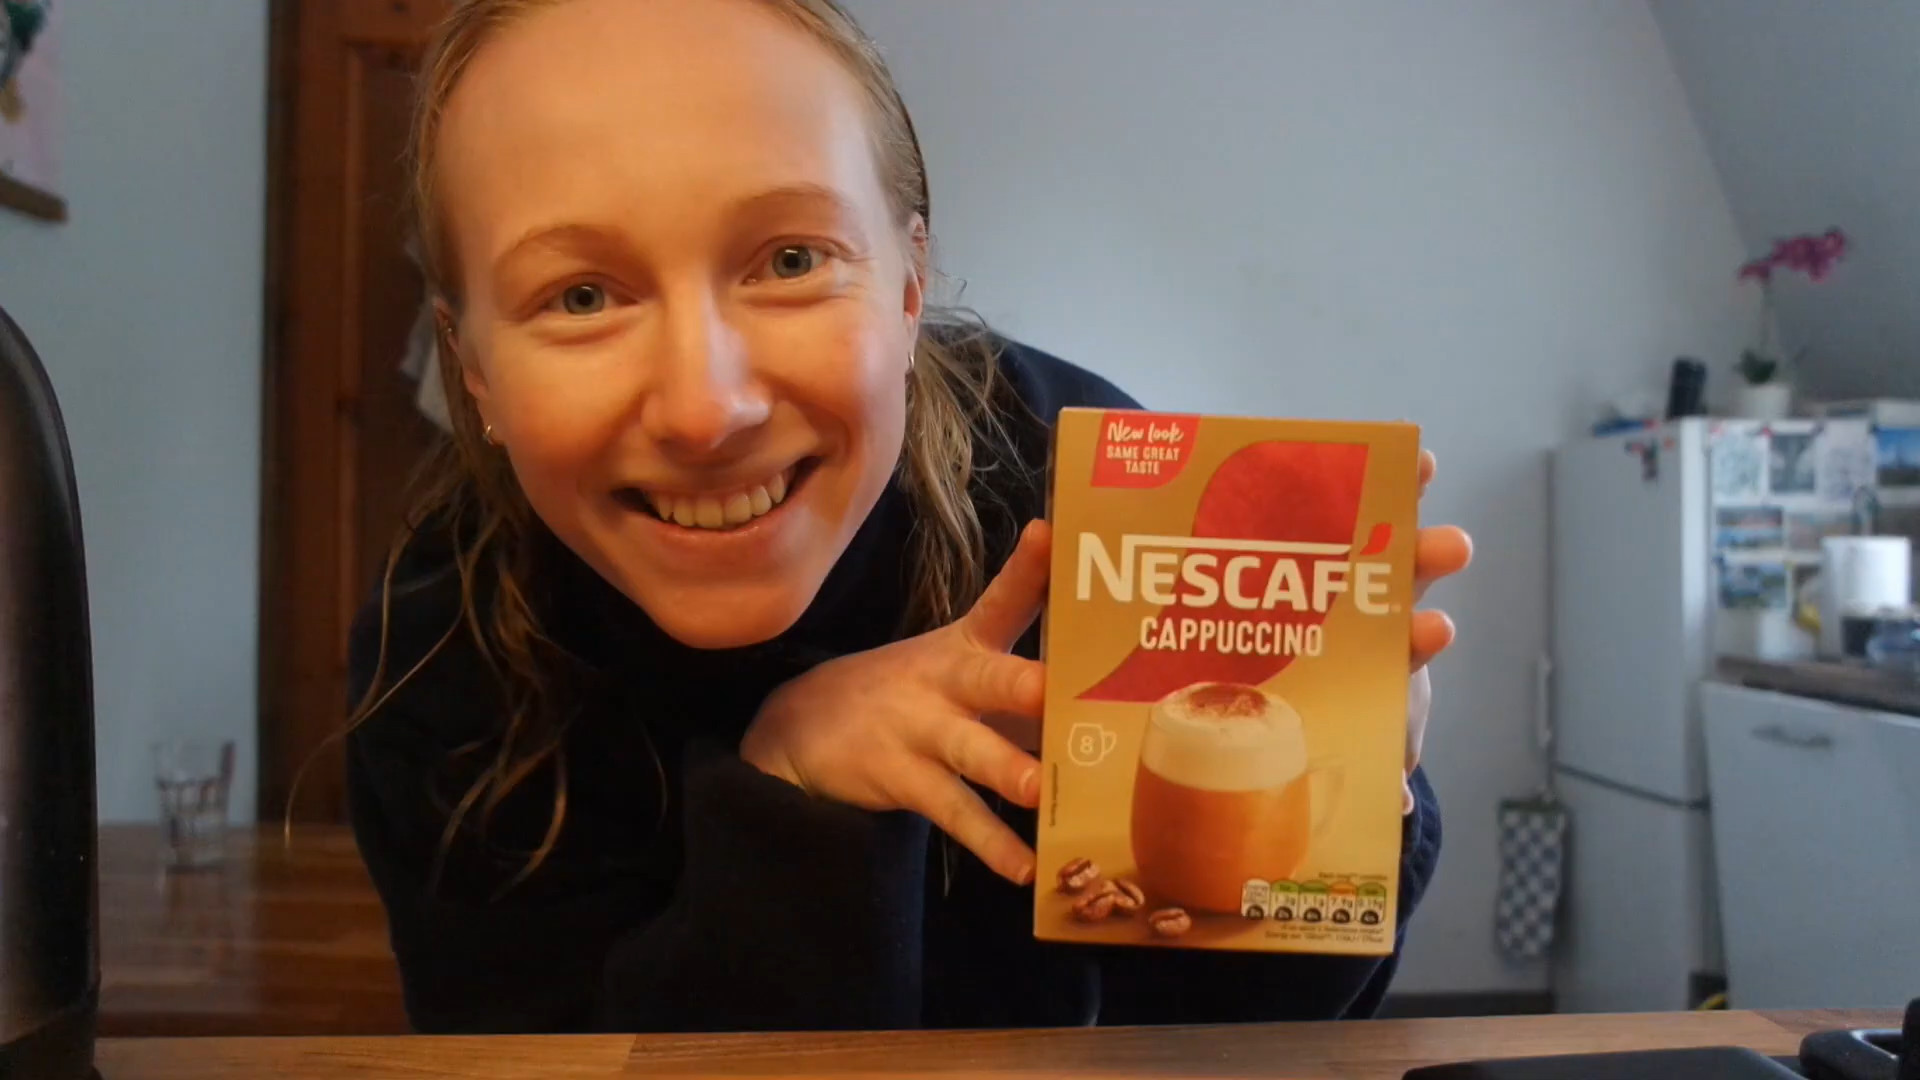 New look
SAME GREAT
TASTE
NESCAFÉ
CAPPUCCINO
8